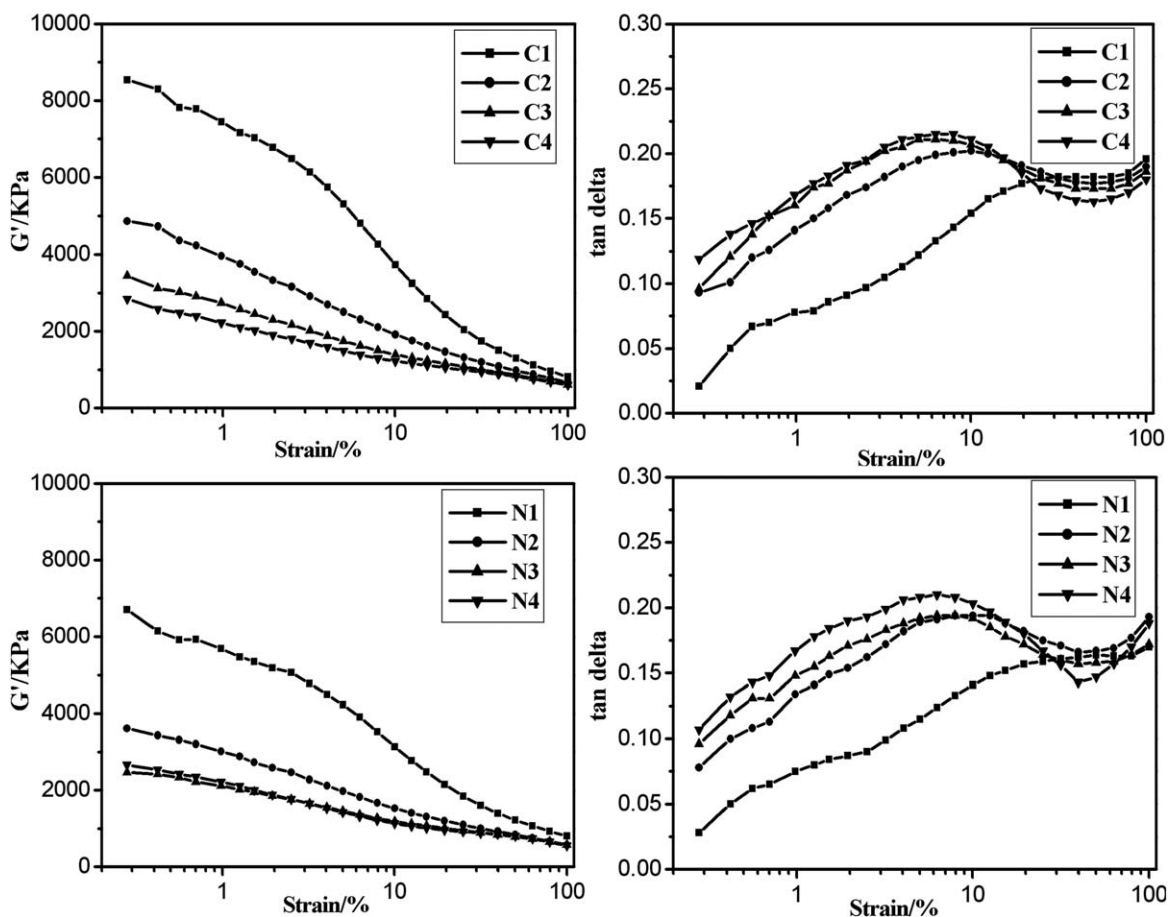 10000
8000
6000
4000
2000
0
G'/KPa
1
10
100
Strain/%
C1
C2
C3
C4
0.30
0.25
0.20
0.15
0.10
0.05
0.00
tan delta
1
10
100
Strain/%
C1
C2
C3
C4
10000
8000
6000
4000
2000
0
G'/KPa
1
10
100
Strain/%
N1
N2
N3
N4
0.30
0.25
0.20
0.15
0.10
0.05
0.00
tan delta
1
10
100
Strain/%
N1
N2
N3
N4